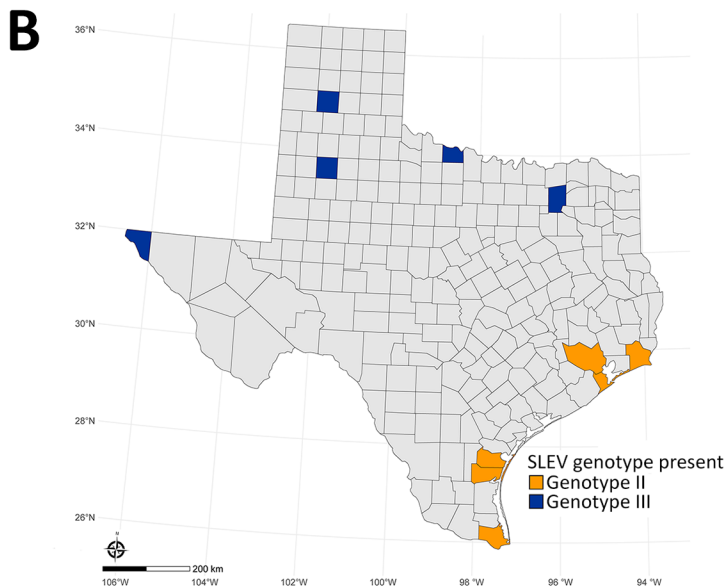 B
36°N
34°N
32°N
30°N
28°N
26°N
SLEV genotype present
Genotype II
Genotype III
200 km
106°W 104°W 102°W 100°W 98°W 96°W 94°W